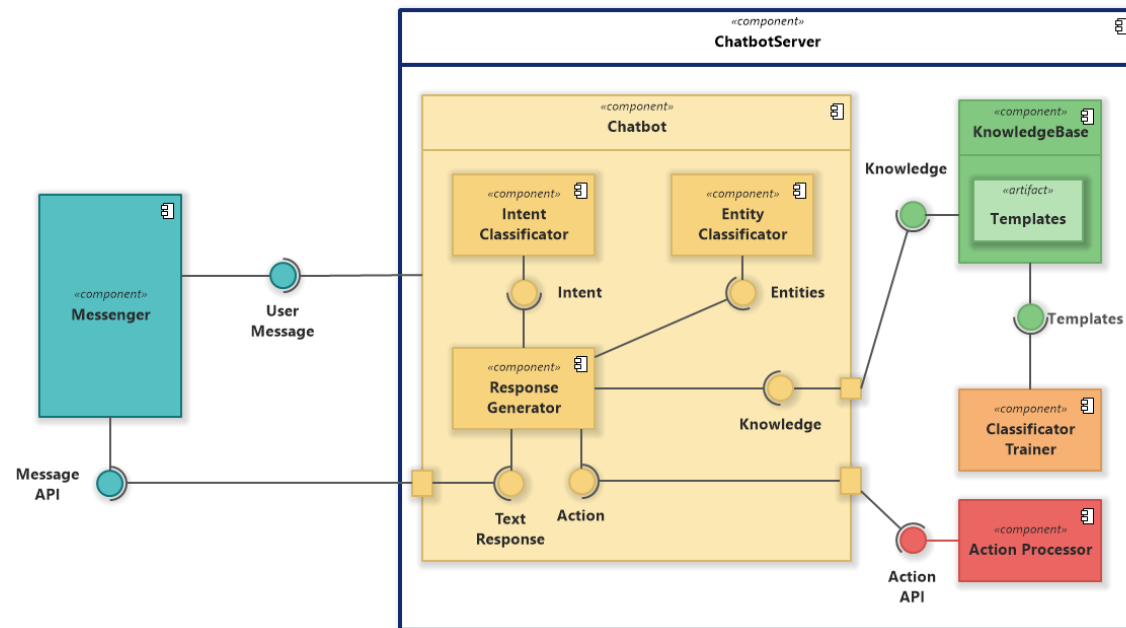 «component»
ChatbotServer
«component»
Chatbot
«component»
KnowledgeBase
«artifact»
Templates
Knowledge
«component»
Intent
Classificator
«component»
Entity
Classificator
«component»
Messenger
User
Message
Intent
Entities
Templates
«component»
Response
Generator
Knowledge
«component»
Classificator
Trainer
Message
API
Text
Response
Action
«component»
Action Processor
Action
API